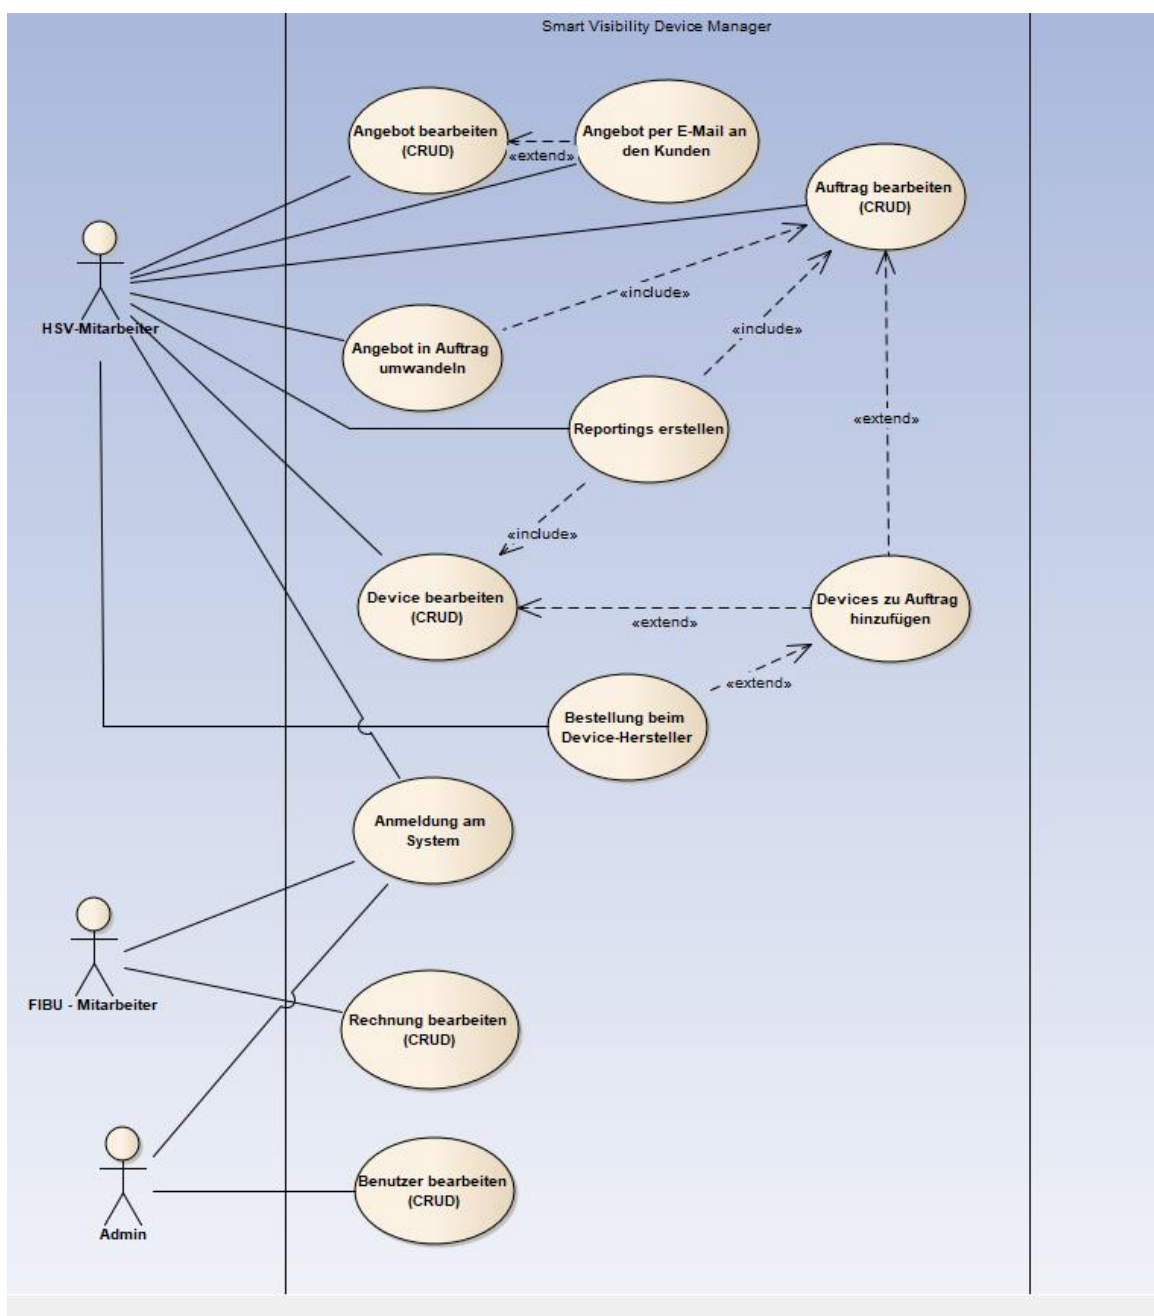 Smart Visibility Device Manager
Angebot bearbeiten
(CRUD)
«extend»
Angebot per E-Mail an
den Kunden
Auftrag bearbeiten
(CRUD)
HSV-Mitarbeiter
«include»
Angebot in Auftrag
umwandeln
«include»
Reportings erstellen
«extend»
«include»
Device bearbeiten
(CRUD)
«extend»
Devices zu Auftrag
hinzufügen
«extend»
Bestellung beim
Device-Hersteller
Anmeldung am
System
FIBU - Mitarbeiter
Rechnung bearbeiten
(CRUD)
Benutzer bearbeiten
(CRUD)
Admin